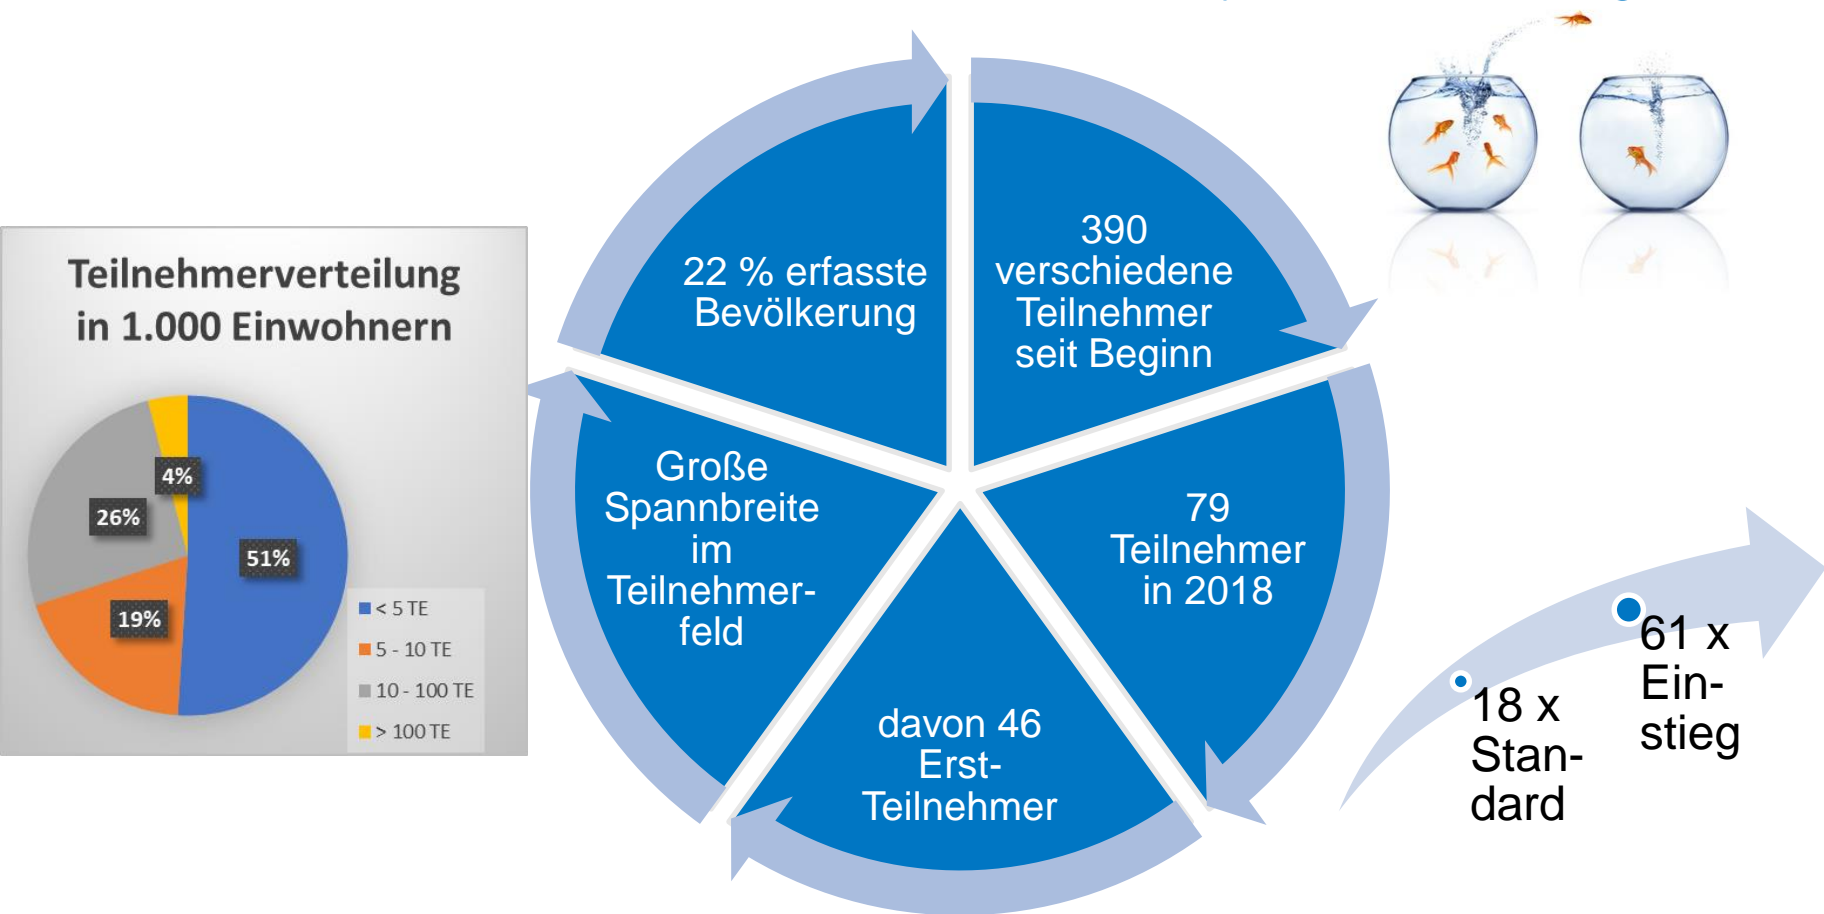 Teilnehmerverteilung
in 1.000 Einwohnern
4%
26%
51%
19%
< 5 TE
5 - 10 TE
10 - 100 TE
> 100 TE
22 % erfasste
Bevölkerung
390
verschiedene
Teilnehmer
seit Beginn
79
Teilnehmer
in 2018
davon 46
Erst-
Teilnehmer
Große
Spannbreite
im
Teilnehmer-
feld
18 x
Stan-
dard
61 x
Ein-
stieg